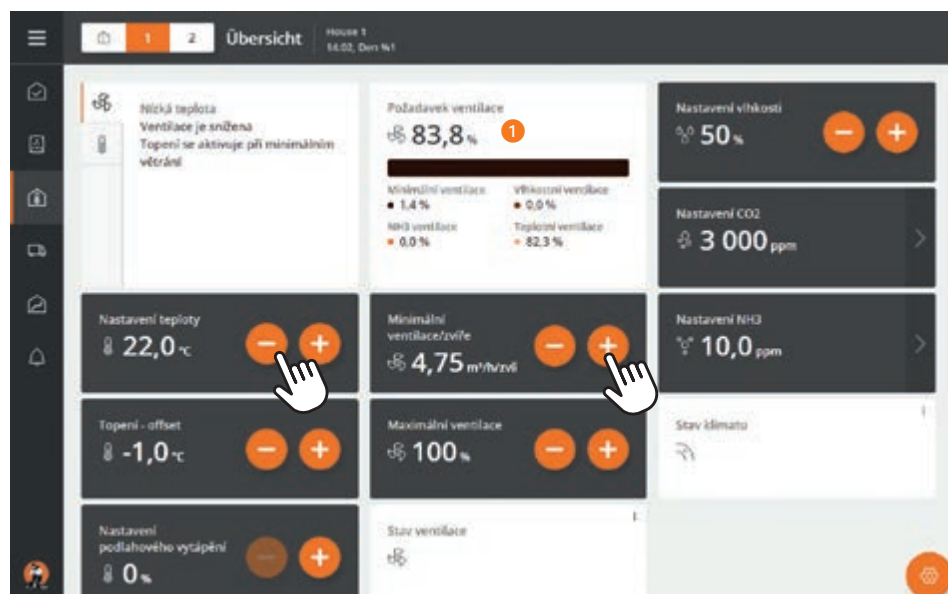 1
2
Übersicht
House 1
14:02, Den %1
Nízká teplota
Ventilace je snížena
Topení se aktivuje při minimálním
větrání
Požadavek ventilace
83,8 %
1
Minimální ventilace
1,4 %
Vlhkostní ventilace
0,0 %
NH3 ventilace
0,0 %
Teplotní ventilace
82,3 %
Nastavení vlhkosti
50 %
Nastavení CO2
3 000 ppm
Nastavení teploty
22,0 °C
Minimální
ventilace/zvíře
4,75 m³/h/zvíř
Nastavení NH3
10,0 ppm
Topení - offset
-1,0 °C
Maximální ventilace
100 %
Stav klimatu
Nastavení
podlahového vytápění
0 %
Stav ventilace